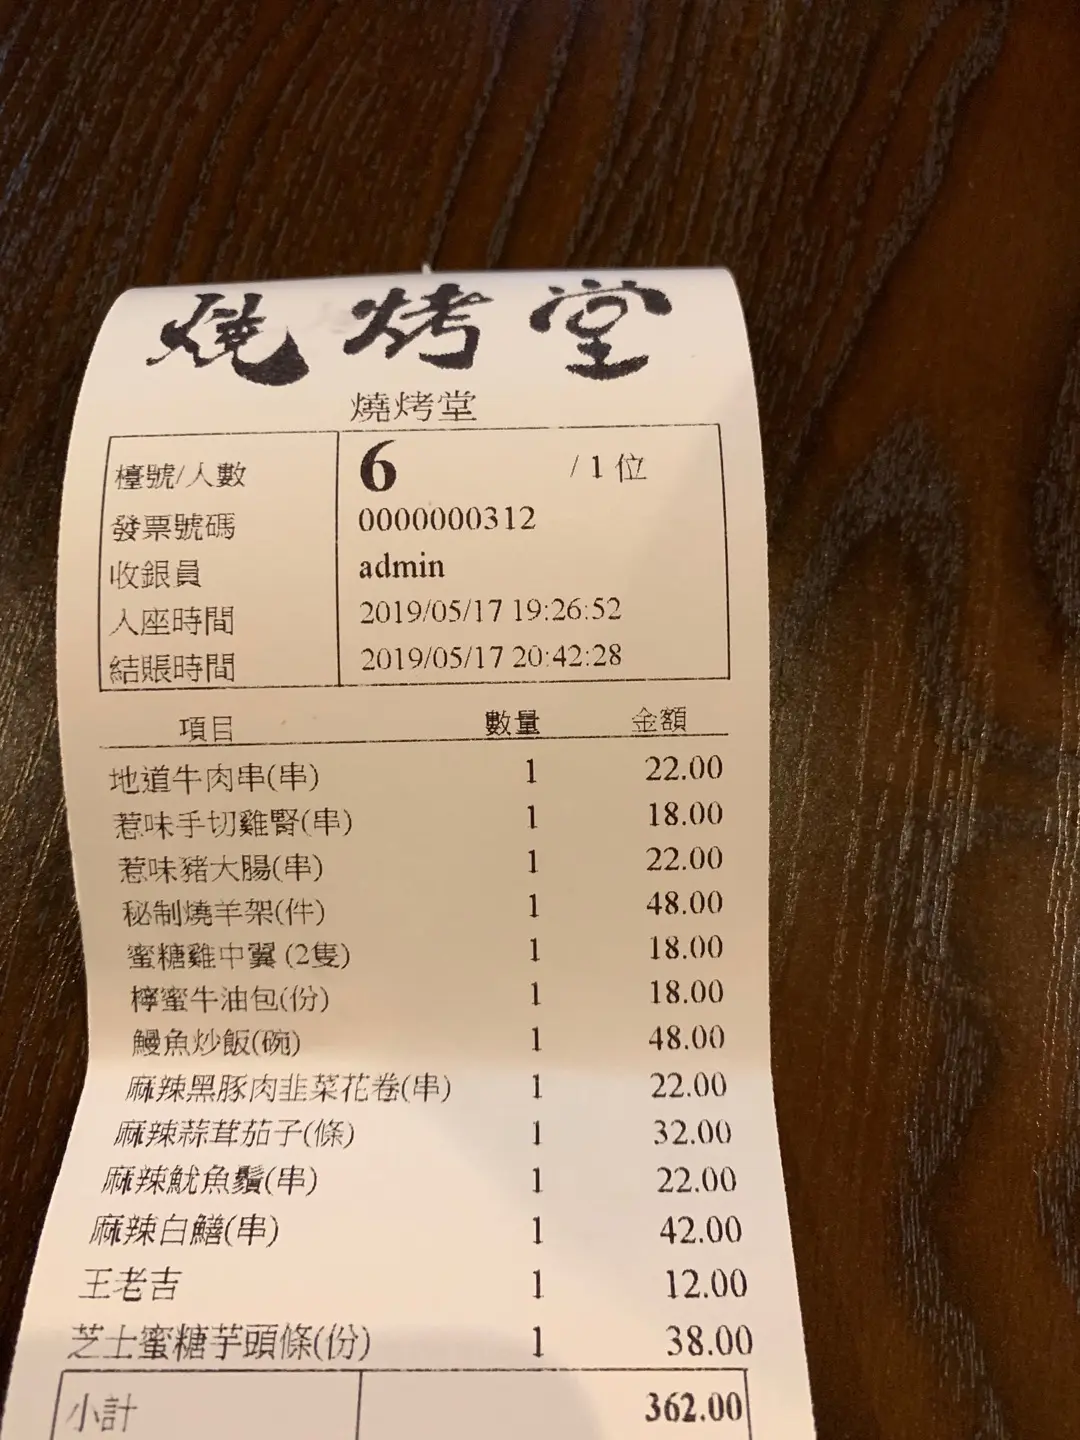 燒烤堂
燒烤堂
檯號/人數 6 / 1 位
發票號碼 0000000312
收銀員 admin
入座時間 2019/05/17 19:26:52
結賬時間 2019/05/17 20:42:28
項目 數量 金額
地道牛肉串(串) 1 22.00
惹味手切雞腎(串) 1 18.00
惹味豬大腸(串) 1 22.00
秘制燒羊架(件) 1 48.00
蜜糖雞中翼 (2隻) 1 18.00
檸蜜牛油包(份) 1 18.00
鰻魚炒飯(碗) 1 48.00
麻辣黑豚肉韭菜花卷(串) 1 22.00
麻辣蒜茸茄子(條) 1 32.00
麻辣魷魚鬚(串) 1 22.00
麻辣白鱔(串) 1 42.00
王老吉 1 12.00
芝士蜜糖芋頭條(份) 1 38.00
小計 362.00